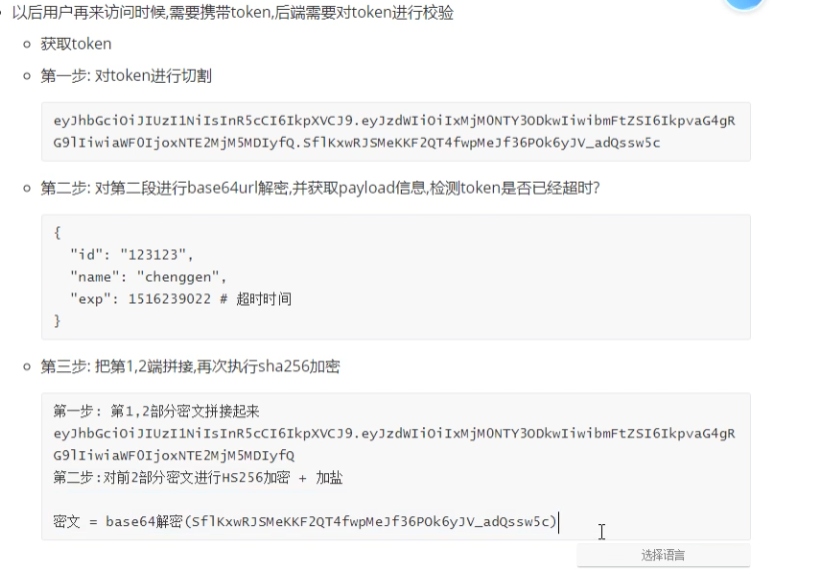 以后用户再来访问时候,需要携带token,后端需要对token进行校验
获取token
第一步: 对token进行切割
eyJhbGciOiJIUzI1NiIsInR5cCI6IkpXVCJ9.eyJzdWIiOiIxMjM0NTY3ODkwIiwibmFtZSI6IkpvaG4gR
G9lIiwiaWF0IjoxNTE2MjM5MDIyfQ.SflKxwRJSMeKKF2QT4fwpMeJf36POk6yJV_adQssw5c
第二步: 对第二段进行base64url解密,并获取payload信息,检测token是否已经超时?
{
"id": "123123",
"name": "chenggen",
"exp": 1516239022 # 超时时间
}
第三步: 把第1,2端拼接,再次执行sha256加密
第一步: 第1,2部分密文拼接起来
eyJhbGciOiJIUzI1NiIsInR5cCI6IkpXVCJ9.eyJzdWIiOiIxMjM0NTY3ODkwIiwibmFtZSI6IkpvaG4gR
G9lIiwiaWF0IjoxNTE2MjM5MDIyfQ
第二步:对前2部分密文进行HS256加密 + 加盐
密文 = base64解密(SflKxwRJSMeKKF2QT4fwpMeJf36POk6yJV_adQssw5c)
选择语言